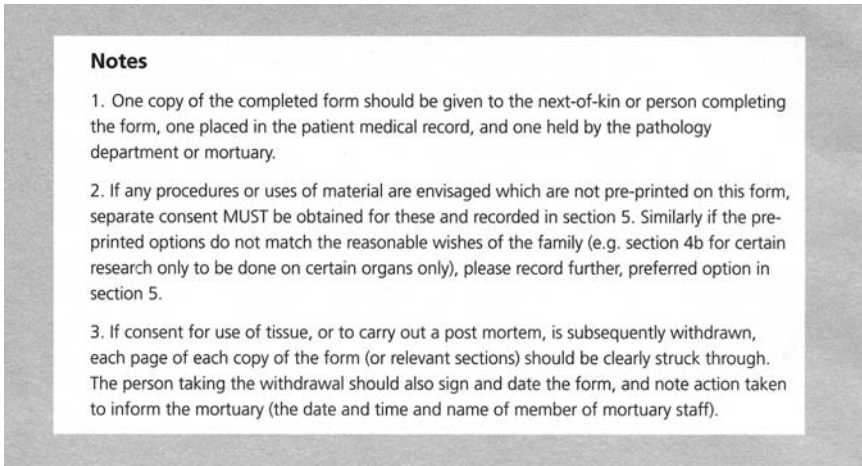 Notes
1. One copy of the completed form should be given to the next-of-kin or person completing
the form, one placed in the patient medical record, and one held by the pathology
department or mortuary.
2. If any procedures or uses of material are envisaged which are not pre-printed on this form,
separate consent MUST be obtained for these and recorded in section 5. Similarly if the pre-
printed options do not match the reasonable wishes of the family (e.g. section 4b for certain
research only to be done on certain organs only), please record further, preferred option in
section 5.
3. If consent for use of tissue, or to carry out a post mortem, is subsequently withdrawn,
each page of each copy of the form (or relevant sections) should be clearly struck through.
The person taking the withdrawal should also sign and date the form, and note action taken
to inform the mortuary (the date and time and name of member of mortuary staff).